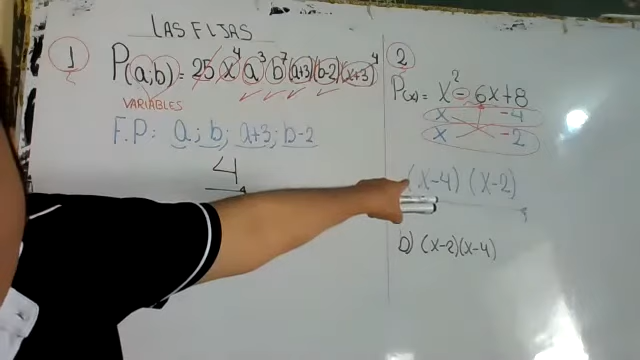 LAS FIJAS
1
P(a;b) = 25 x⁴ a³ b⁷ (a+3) (b-2) (x+3)⁴
VARIABLES
F.P: a; b; a+3; b-2
4
2
P(x) = x² - 6x + 8
x -4
x -2
(x-4) (x-2)
b) (x-2)(x-4)